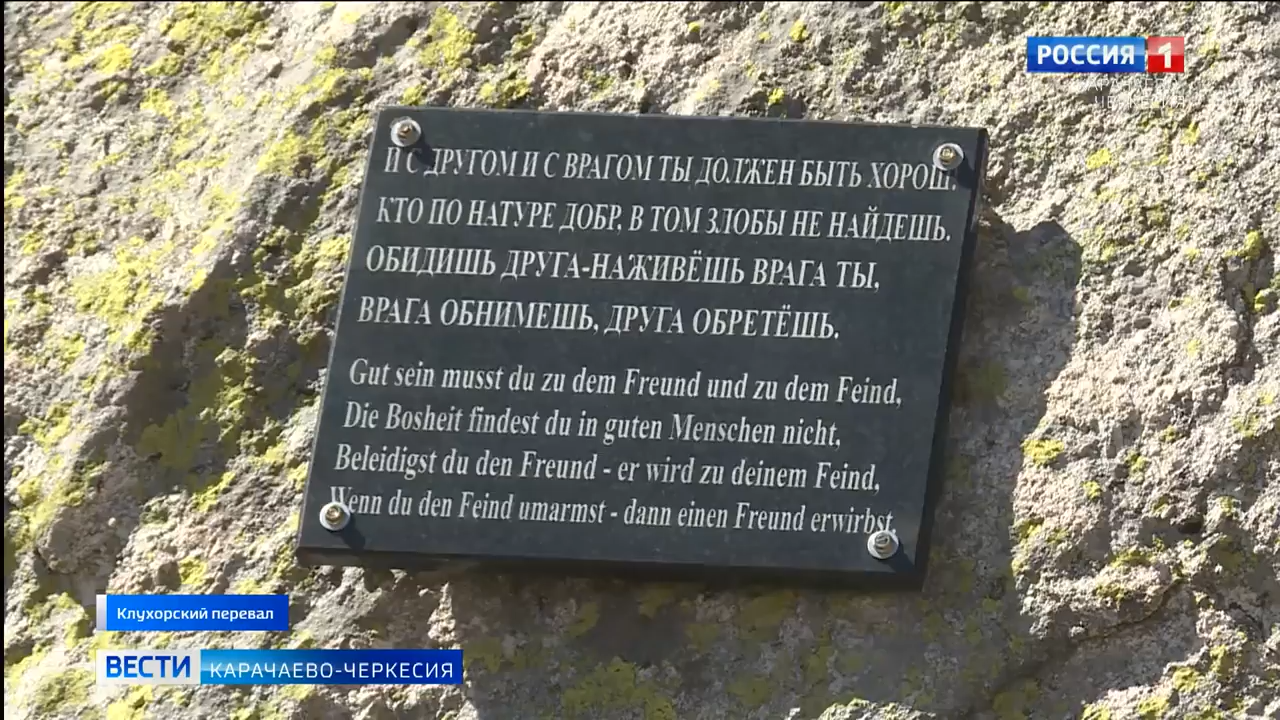 РОССИЯ 1
КАРАЧАЕВО
ЧЕРКЕСИЯ
И С ДРУГОМ И С ВРАГОМ ТЫ ДОЛЖЕН БЫТЬ ХОРОШ.
КТО ПО НАТУРЕ ДОБР, В ТОМ ЗЛОБЫ НЕ НАЙДЕШЬ.
ОБИДИШЬ ДРУГА-НАЖИВЁШЬ ВРАГА ТЫ,
ВРАГА ОБНИМЕШЬ, ДРУГА ОБРЕТЁШЬ.
Gut sein musst du zu dem Freund und zu dem Feind,
Die Bosheit findest du in guten Menschen nicht,
Beleidigst du den Freund - er wird zu deinem Feind,
Wenn du den Feind umarmst - dann einen Freund erwirbst.
Клухорский перевал
ВЕСТИ КАРАЧАЕВО-ЧЕРКЕСИЯ